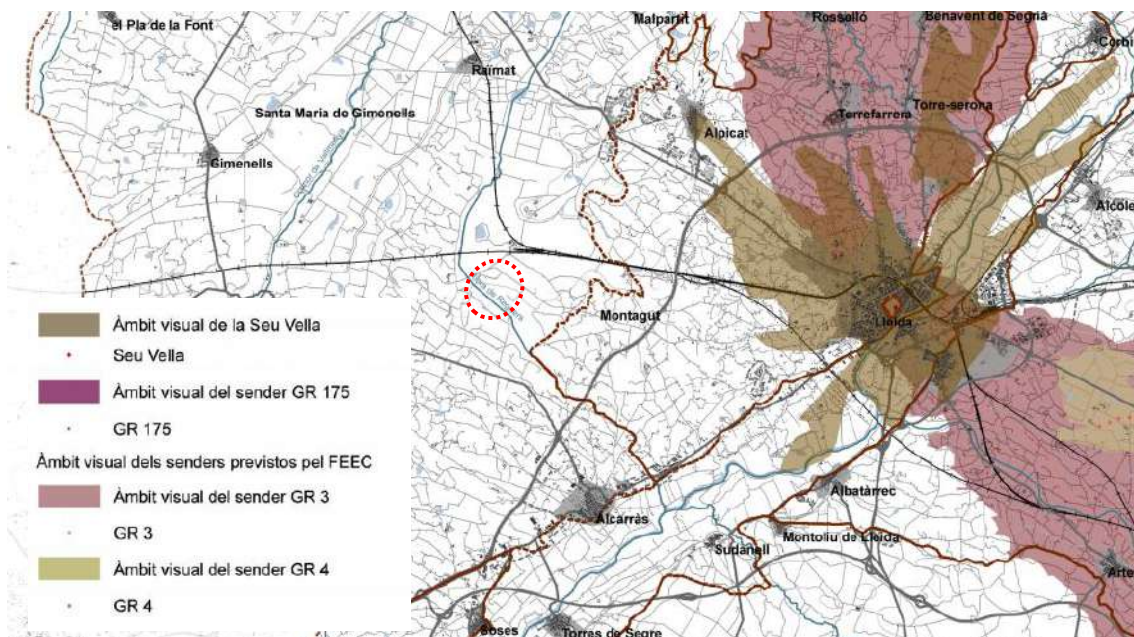 el Pla de la Font
Malpartit
Rosselló
Benavent de Segrià
Raïmat
Santa Maria de Gimenells
Torre-serona
Torrefarrera
Alpicat
Gimenells
Montagut
Lleida
Àmbit visual de la Seu Vella
Seu Vella
Àmbit visual del sender GR 175
GR 175
Àmbit visual dels senders previstos pel FEEC
Àmbit visual del sender GR 3
GR 3
Àmbit visual del sender GR 4
GR 4
Alcarràs
Albatàrrec
Montoliu de Lleida
Sudanell
Soses
Torres de Segre
Arte
Alcole
Corbi